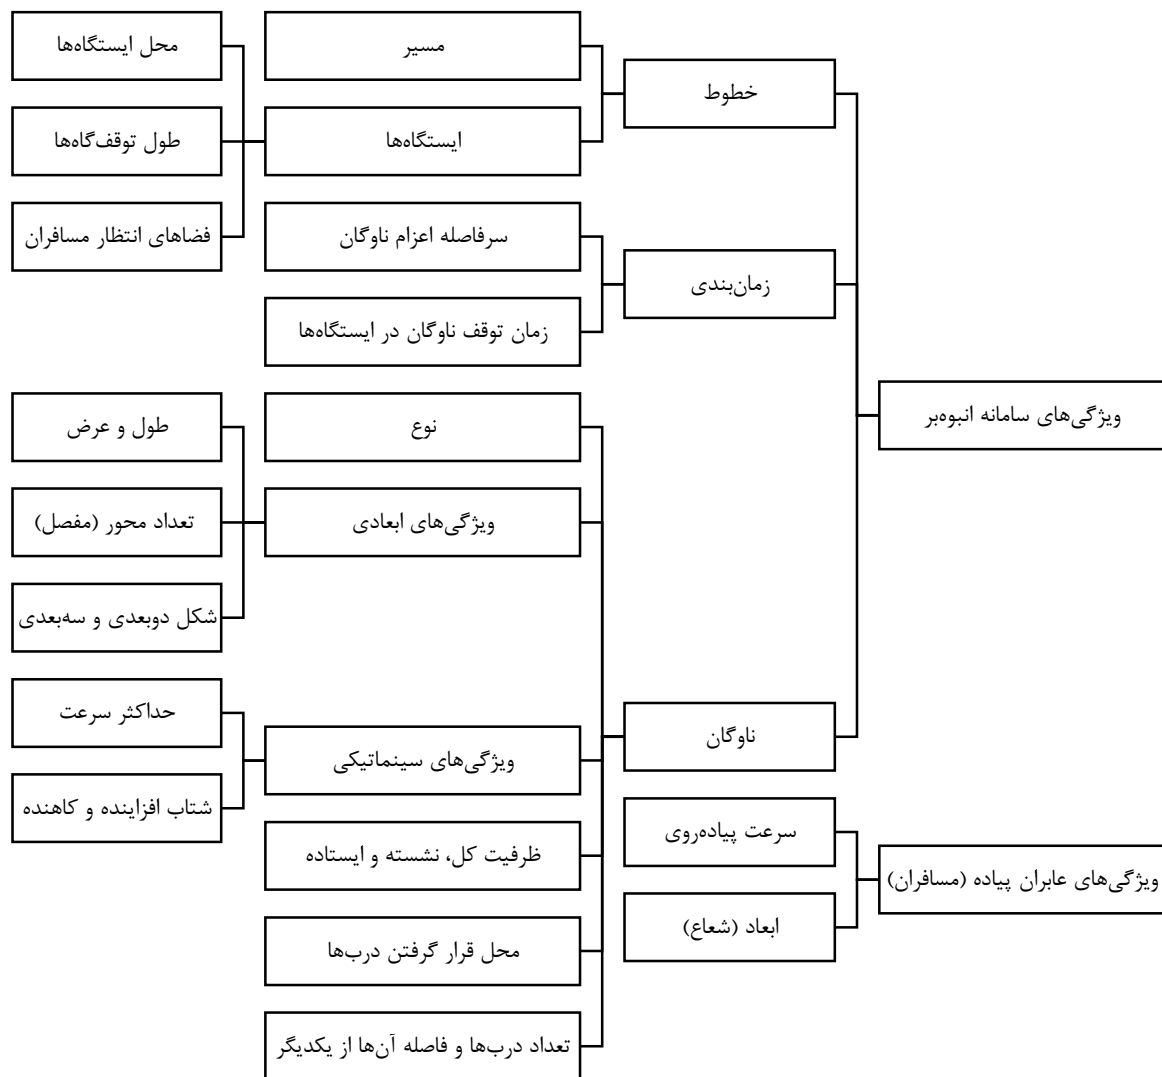 ویژگی‌های سامانه انبوه‌بر
خطوط
مسیر
ایستگاه‌ها
محل ایستگاه‌ها
طول توقف‌گاه‌ها
فضاهای انتظار مسافران
زمان‌بندی
سرفاصله اعزام ناوگان
زمان توقف ناوگان در ایستگاه‌ها
ناوگان
نوع
ویژگی‌های ابعادی
طول و عرض
تعداد محور (مفصل)
شکل دوبعدی و سه‌بعدی
ویژگی‌های سینماتیکی
حداکثر سرعت
شتاب افزاینده و کاهنده
ظرفیت کل، نشسته و ایستاده
محل قرار گرفتن درب‌ها
تعداد درب‌ها و فاصله آن‌ها از یکدیگر
ویژگی‌های عابران پیاده (مسافران)
سرعت پیاده‌روی
ابعاد (شعاع)